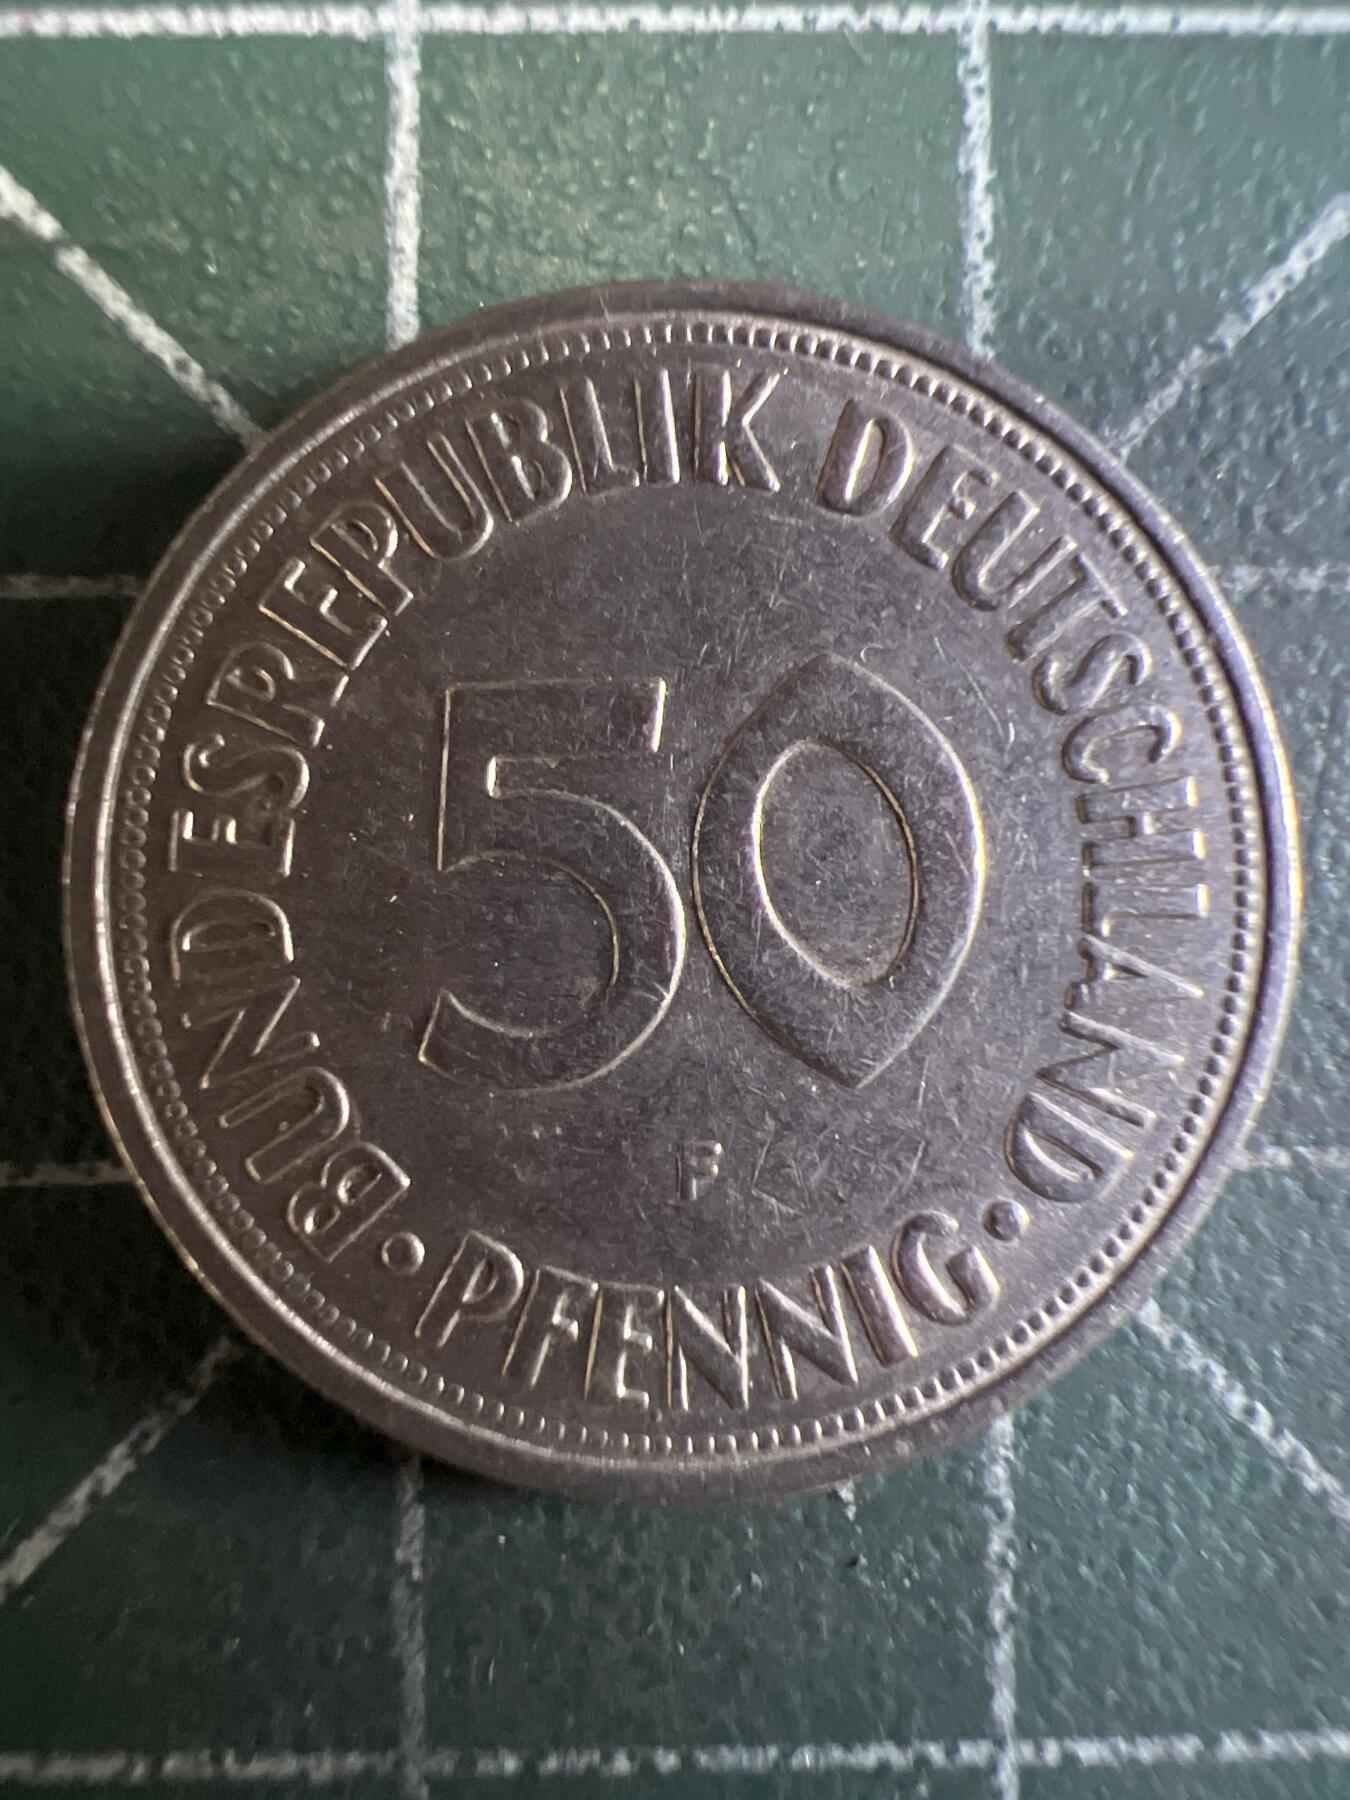 BUNDESREPUBLIK DEUTSCHLAND
50
F
• PFENNIG •